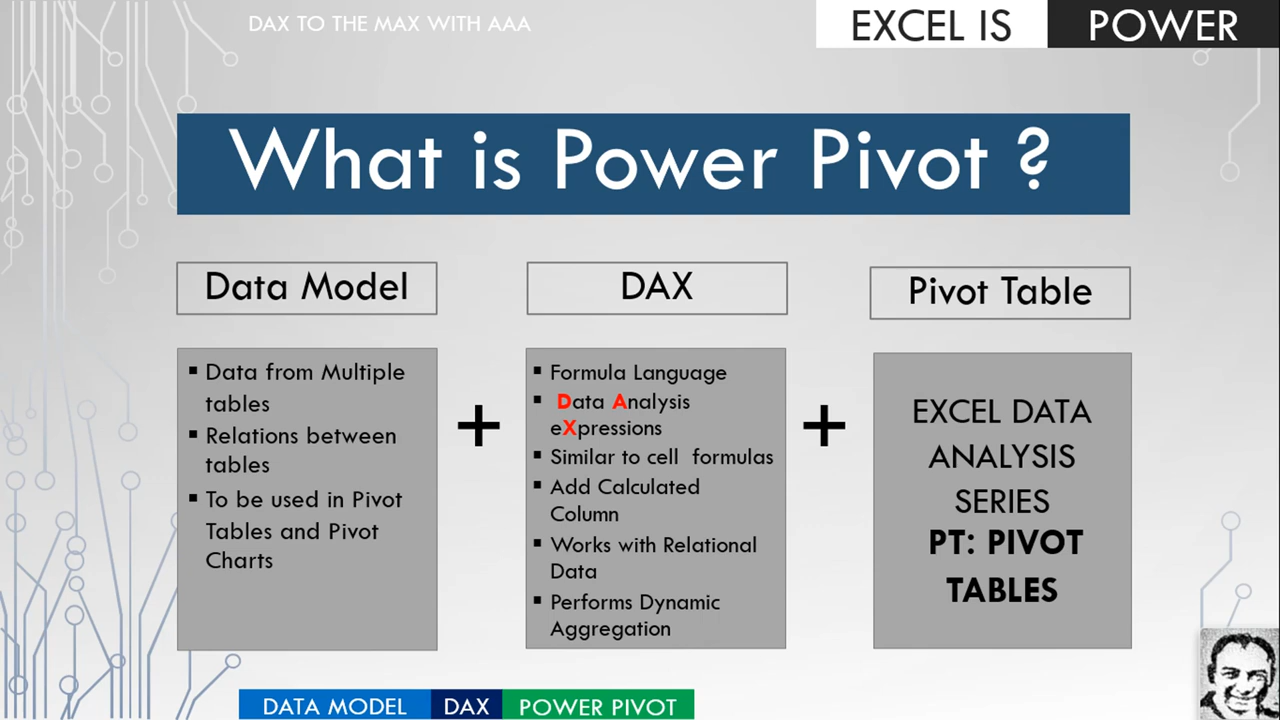 DAX TO THE MAX WITH AAA
EXCEL IS POWER
What is Power Pivot ?
Data Model
▪ Data from Multiple
tables
▪ Relations between
tables
▪ To be used in Pivot
Tables and Pivot
Charts
+
DAX
▪ Formula Language
▪ Data Analysis
eXpressions
▪ Similar to cell formulas
▪ Add Calculated
Column
▪ Works with Relational
Data
▪ Performs Dynamic
Aggregation
+
Pivot Table
EXCEL DATA
ANALYSIS
SERIES
PT: PIVOT
TABLES
DATA MODEL DAX POWER PIVOT